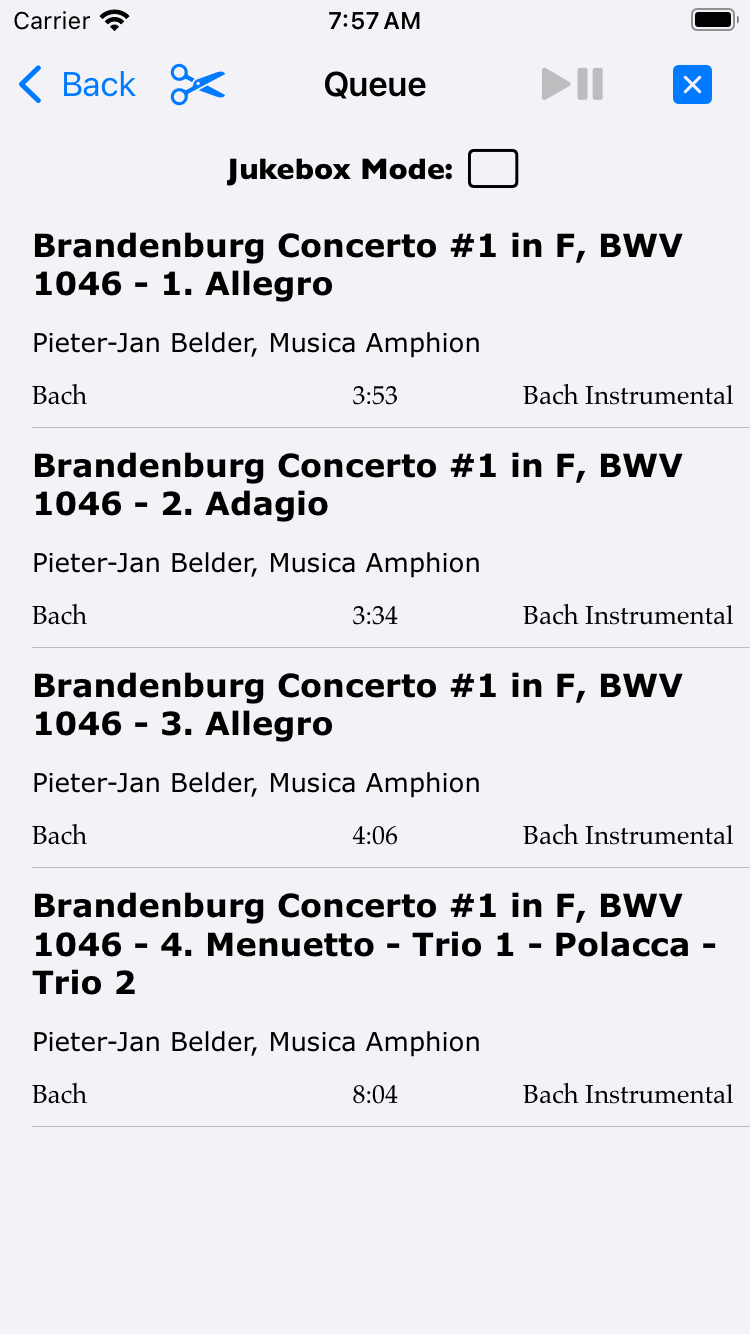 Carrier 7:57 AM
Back Queue
Jukebox Mode:
Brandenburg Concerto #1 in F, BWV
1046 - 1. Allegro
Pieter-Jan Belder, Musica Amphion
Bach 3:53 Bach Instrumental
Brandenburg Concerto #1 in F, BWV
1046 - 2. Adagio
Pieter-Jan Belder, Musica Amphion
Bach 3:34 Bach Instrumental
Brandenburg Concerto #1 in F, BWV
1046 - 3. Allegro
Pieter-Jan Belder, Musica Amphion
Bach 4:06 Bach Instrumental
Brandenburg Concerto #1 in F, BWV
1046 - 4. Menuetto - Trio 1 - Polacca -
Trio 2
Pieter-Jan Belder, Musica Amphion
Bach 8:04 Bach Instrumental